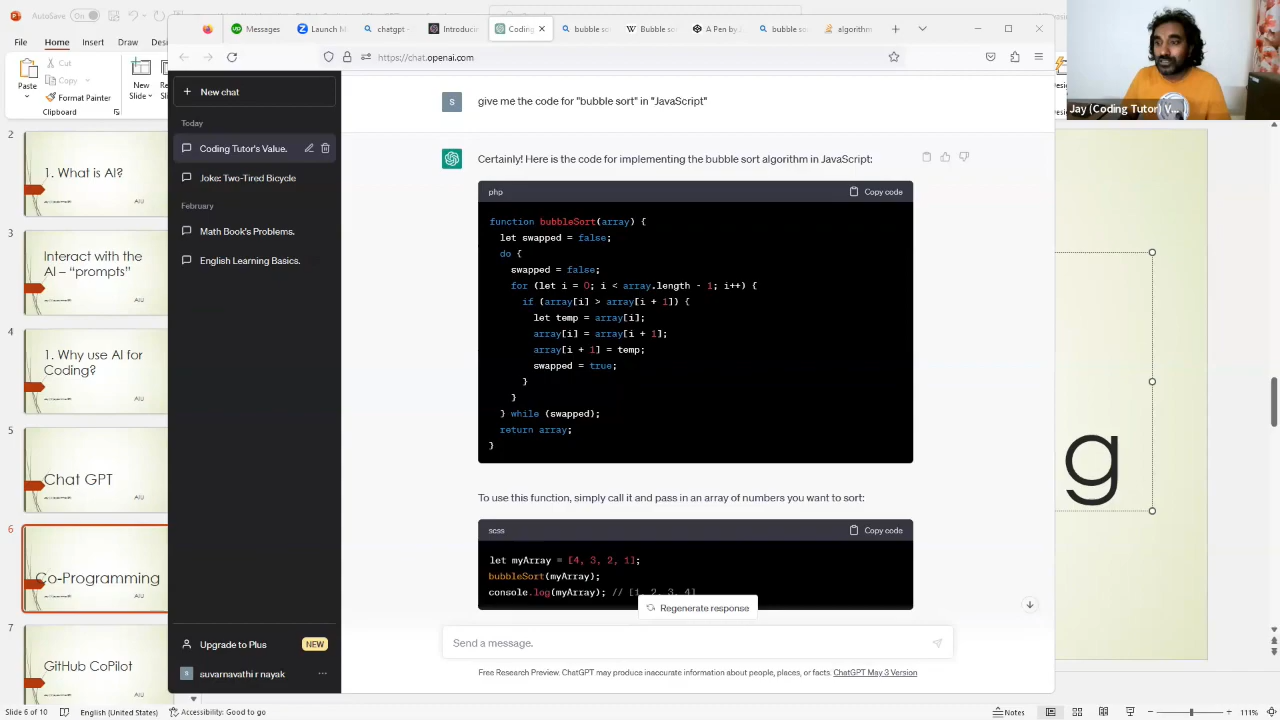 Messages
Launch M
chatgpt -
Introduci
Coding
bubble so
Bubble sor
A Pen by
bubble so
algorithm
File
Home
Insert
Draw
AutoSave
Off
https://chat.openai.com
Paste
Cut
Copy
Format Painter
Clipboard
New
Slide
New chat
Today
Coding Tutor's Value.
Joke: Two-Tired Bicycle
February
Math Book's Problems.
English Learning Basics.
Upgrade to Plus
NEW
suvarnavathi r nayak
2
1. What is AI?
3
Interact with the
AI – "prompts"
4
1. Why use AI for
Coding?
5
Chat GPT
6
Co-Programming
7
GitHub CoPilot
S
give me the code for "bubble sort" in "JavaScript"
Certainly! Here is the code for implementing the bubble sort algorithm in JavaScript:
php
Copy code
function bubbleSort(array) {
let swapped = false;
do {
swapped = false;
for (let i = 0; i < array.length - 1; i++) {
if (array[i] > array[i + 1]) {
let temp = array[i];
array[i] = array[i + 1];
array[i + 1] = temp;
swapped = true;
}
}
} while (swapped);
return array;
}
To use this function, simply call it and pass in an array of numbers you want to sort:
scss
Copy code
let myArray = [4, 3, 2, 1];
bubbleSort(myArray);
console.log(myArray); // [1, 2, 3, 4]
Regenerate response
Send a message.
Free Research Preview. ChatGPT may produce inaccurate information about people, places, or facts. ChatGPT May 3 Version
Jay (Coding Tutor) V...
g
Slide 6 of 10
English (United States)
Accessibility: Good to go
Notes
111%